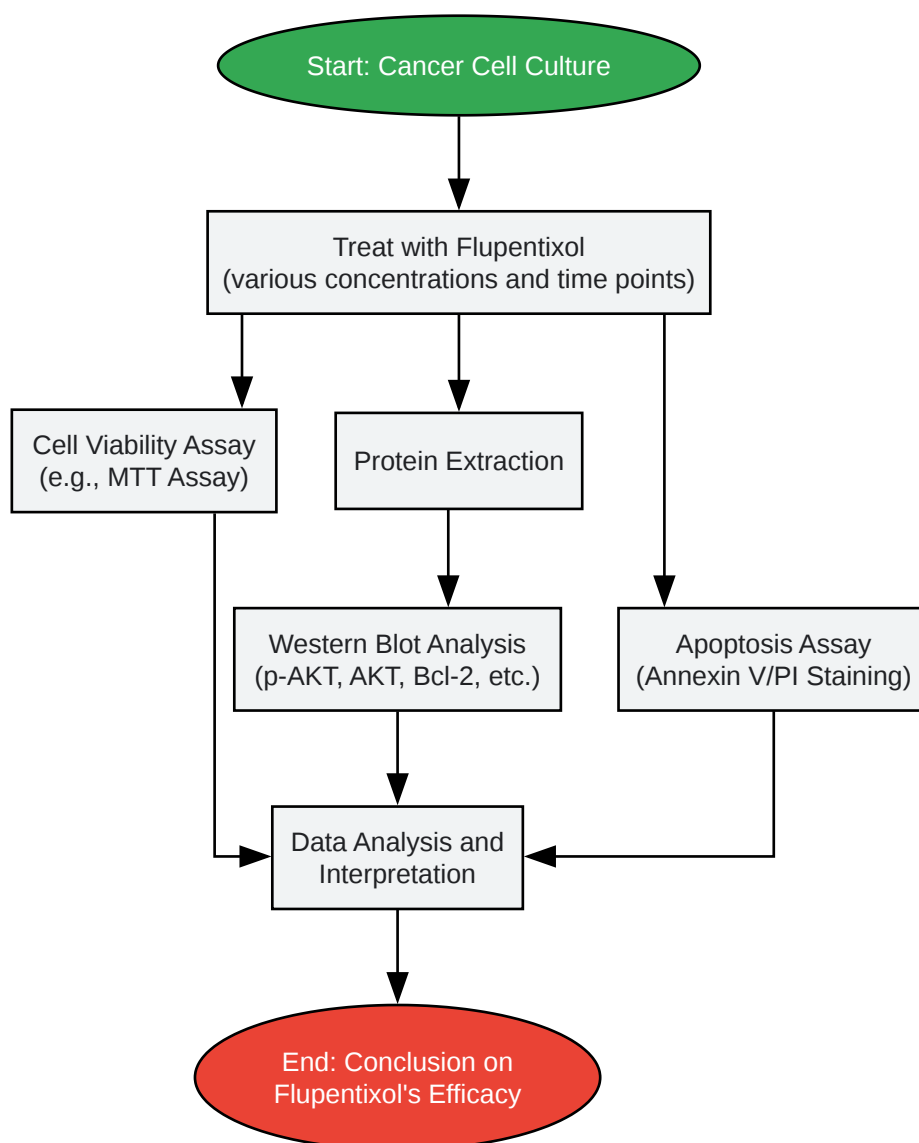 Start: Cancer Cell Culture
Treat with Flupentixol
(various concentrations and time points)
Cell Viability Assay
(e.g., MTT Assay)
Protein Extraction
Western Blot Analysis
(p-AKT, AKT, Bcl-2, etc.)
Apoptosis Assay
(Annexin V/PI Staining)
Data Analysis and
Interpretation
End: Conclusion on
Flupentixol's Efficacy